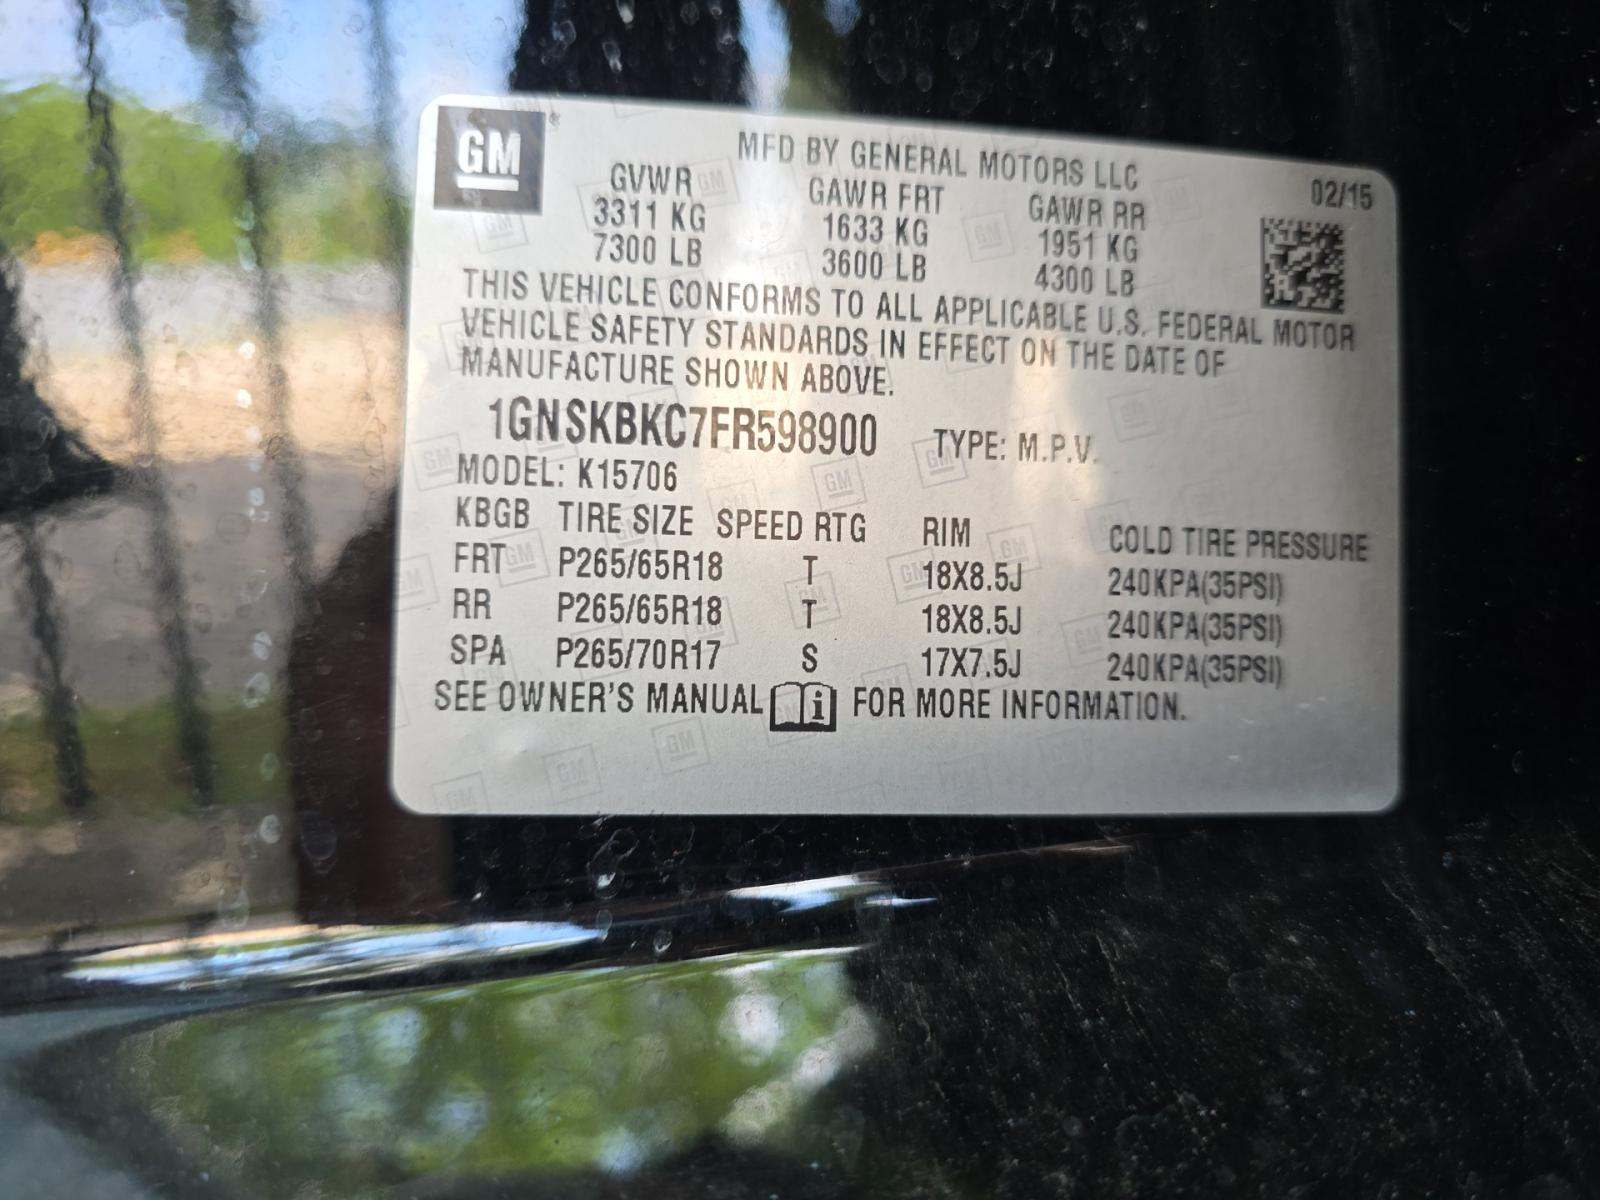 GM
MFD BY GENERAL MOTORS LLC
02/15
GVWR GAWR FRT GAWR RR
3311 KG 1633 KG 1951 KG
7300 LB 3600 LB 4300 LB
THIS VEHICLE CONFORMS TO ALL APPLICABLE U.S. FEDERAL MOTOR
VEHICLE SAFETY STANDARDS IN EFFECT ON THE DATE OF
MANUFACTURE SHOWN ABOVE.
1GNSKBKC7FR598900 TYPE: M.P.V.
MODEL: K15706
KBGB TIRE SIZE SPEED RTG RIM COLD TIRE PRESSURE
FRT P265/65R18 T 18X8.5J 240KPA(35PSI)
RR P265/65R18 T 18X8.5J 240KPA(35PSI)
SPA P265/70R17 S 17X7.5J 240KPA(35PSI)
SEE OWNER'S MANUAL i FOR MORE INFORMATION.